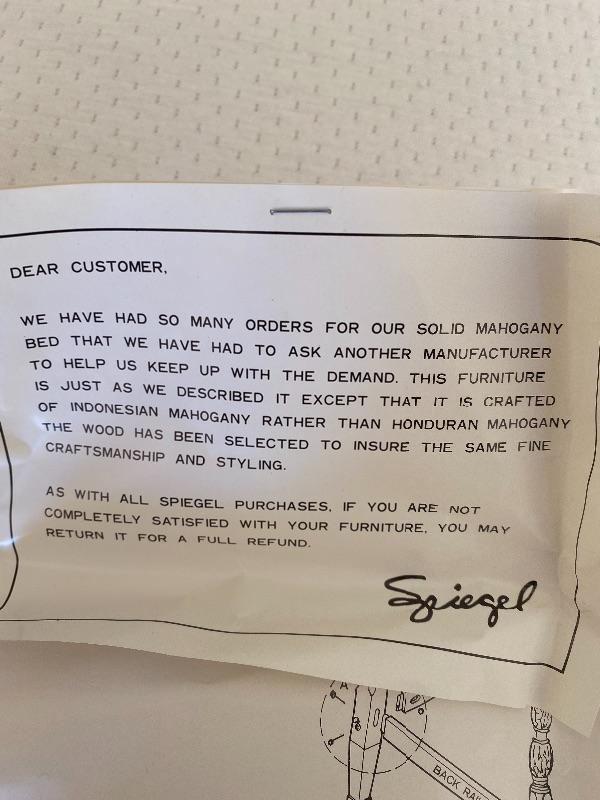 DEAR CUSTOMER,
WE HAVE HAD SO MANY ORDERS FOR OUR SOLID MAHOGANY
BED THAT WE HAVE HAD TO ASK ANOTHER MANUFACTURER
TO HELP US KEEP UP WITH THE DEMAND. THIS FURNITURE
IS JUST AS WE DESCRIBED IT EXCEPT THAT IT IS CRAFTED
OF INDONESIAN MAHOGANY RATHER THAN HONDURAN MAHOGANY
THE WOOD HAS BEEN SELECTED TO INSURE THE SAME FINE
CRAFTSMANSHIP AND STYLING.
AS WITH ALL SPIEGEL PURCHASES, IF YOU ARE NOT
COMPLETELY SATISFIED WITH YOUR FURNITURE, YOU MAY
RETURN IT FOR A FULL REFUND.
Spiegel
A
BACK